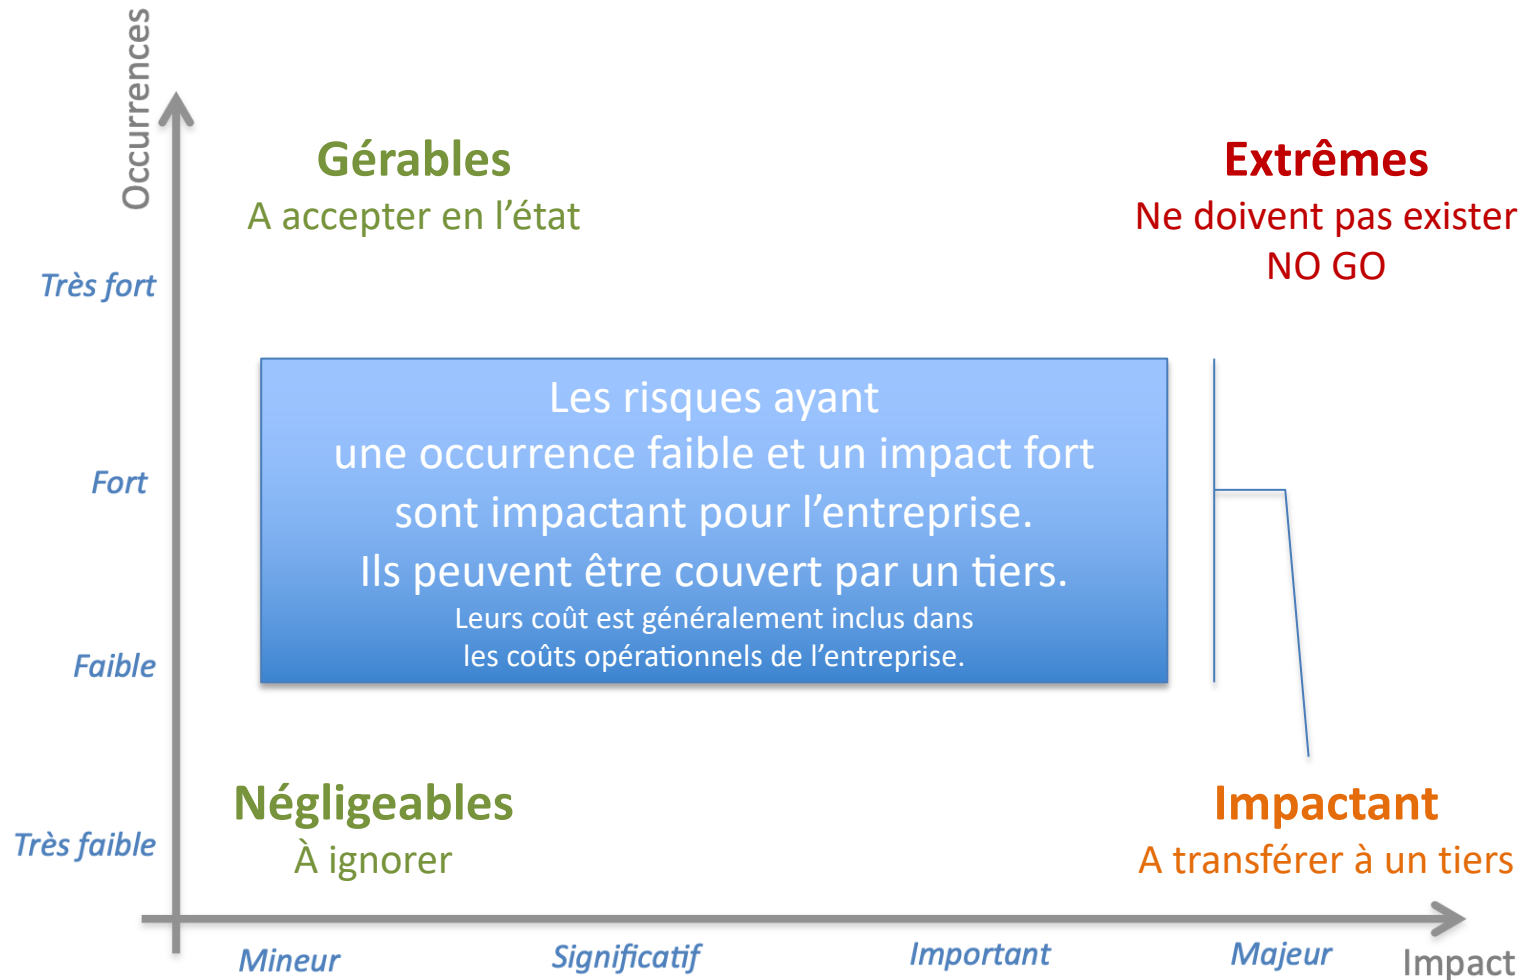 Occurrences
Gérables
A accepter en l’état
Extrêmes
Ne doivent pas exister
NO GO
Très fort
Fort
Faible
Très faible
Les risques ayant
une occurrence faible et un impact fort
sont impactant pour l’entreprise.
Ils peuvent être couvert par un tiers.
Leurs coût est généralement inclus dans
les coûts opérationnels de l’entreprise.
Négligeables
À ignorer
Impactant
A transférer à un tiers
Mineur
Significatif
Important
Majeur
Impact